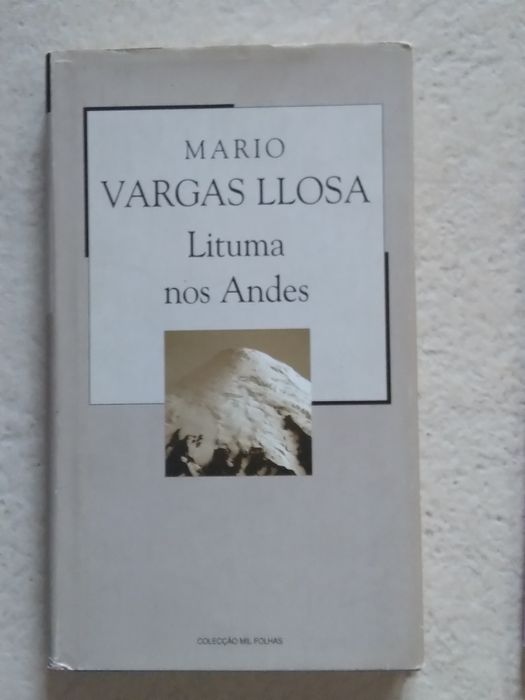 MARIO
VARGAS LLOSA
Lituma
nos Andes
COLECÇÃO MIL FOLHAS